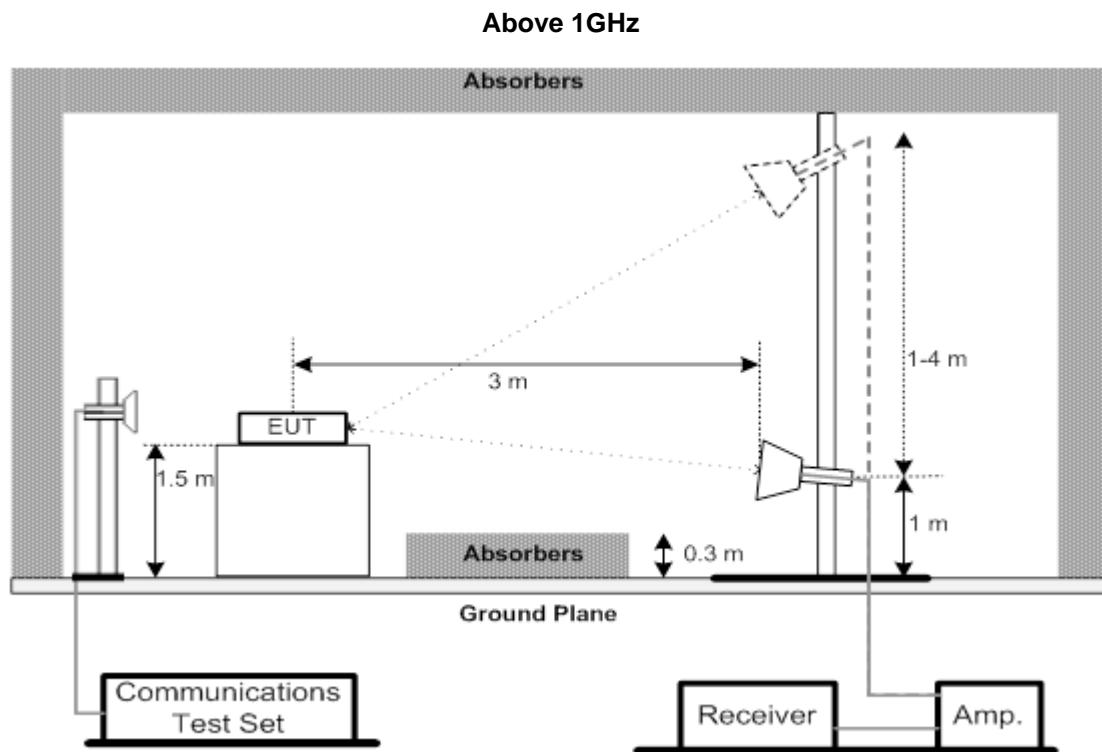 Above 1GHz
Absorbers
1-4 m
3 m
EUT
1.5 m
1 m
Absorbers
0.3 m
Ground Plane
Communications
Test Set
Receiver
Amp.